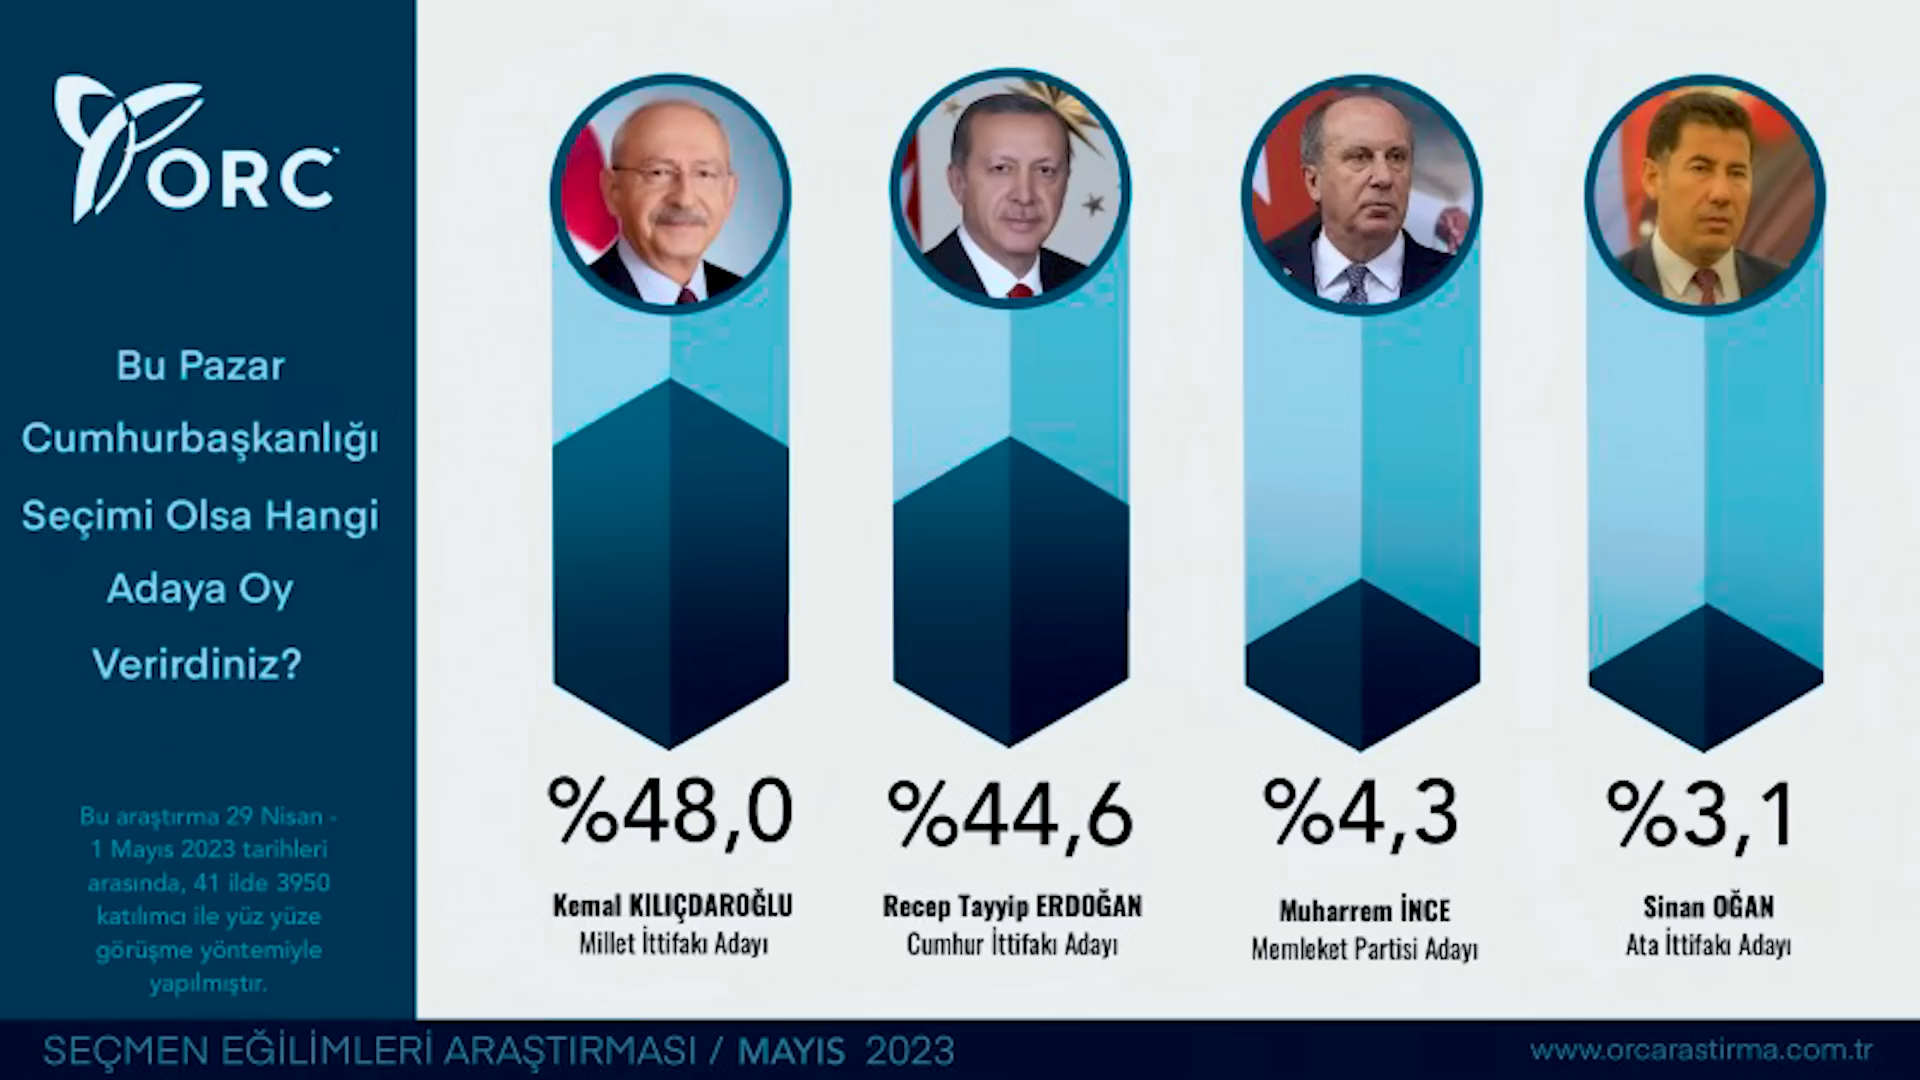 ORC
Bu Pazar
Cumhurbaşkanlığı
Seçimi Olsa Hangi
Adaya Oy
Verirdiniz?
Bu araştırma 29 Nisan -
1 Mayıs 2023 tarihleri
arasında, 41 ilde 3950
katılımcı ile yüz yüze
görüşme yöntemiyle
yapılmıştır.
%48,0
Kemal KILIÇDAROĞLU
Millet İttifakı Adayı
%44,6
Recep Tayyip ERDOĞAN
Cumhur İttifakı Adayı
%4,3
Muharrem İNCE
Memleket Partisi Adayı
%3,1
Sinan OĞAN
Ata İttifakı Adayı
SEÇMEN EĞİLİMLERİ ARAŞTIRMASI / MAYIS 2023
www.orcarastirma.com.tr